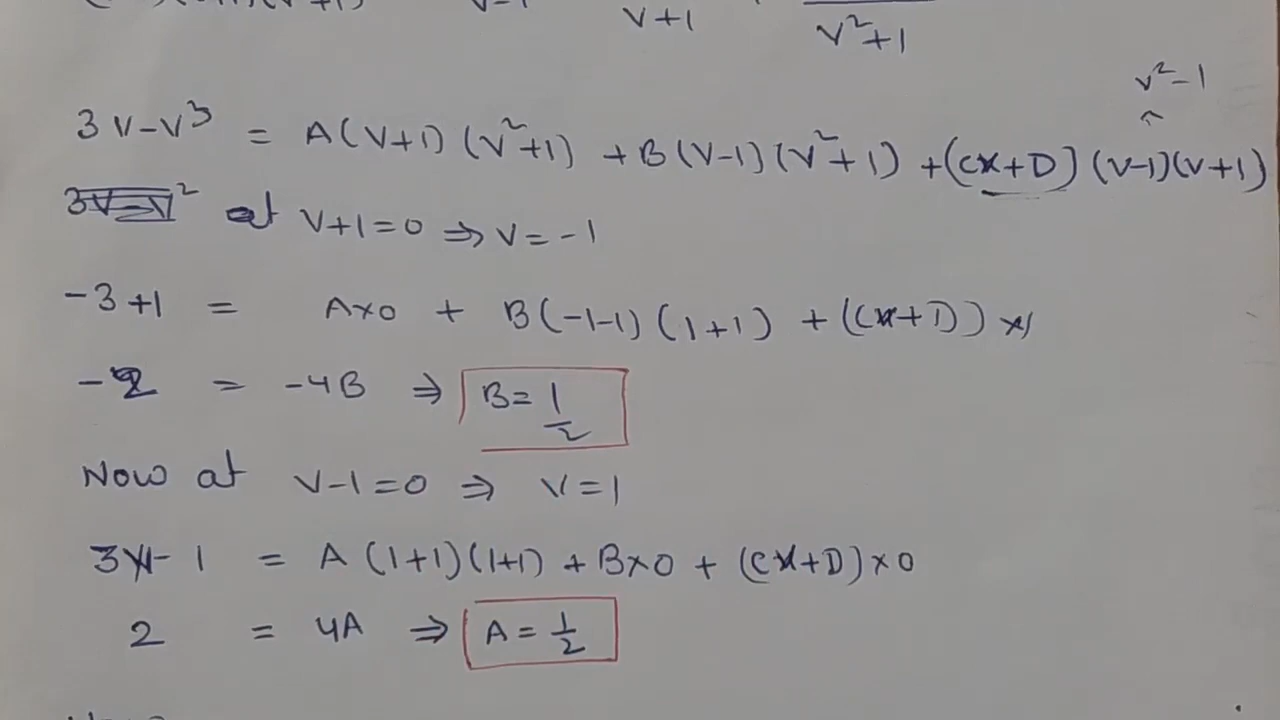 v+1 v²+1
v²-1
3v-v³ = A(v+1)(v²+1) + B(v-1)(v²+1) + (cx+D)(v-1)(v+1)
at v+1=0 ⇒ v=-1
-3+1 = A×0 + B(-1-1)(1+1) + (cx+D)
-2 = -4B ⇒ B=1/2
Now at v-1=0 ⇒ v=1
3×1-1 = A(1+1)(1+1) + B×0 + (cx+D)×0
2 = 4A ⇒ A=1/2